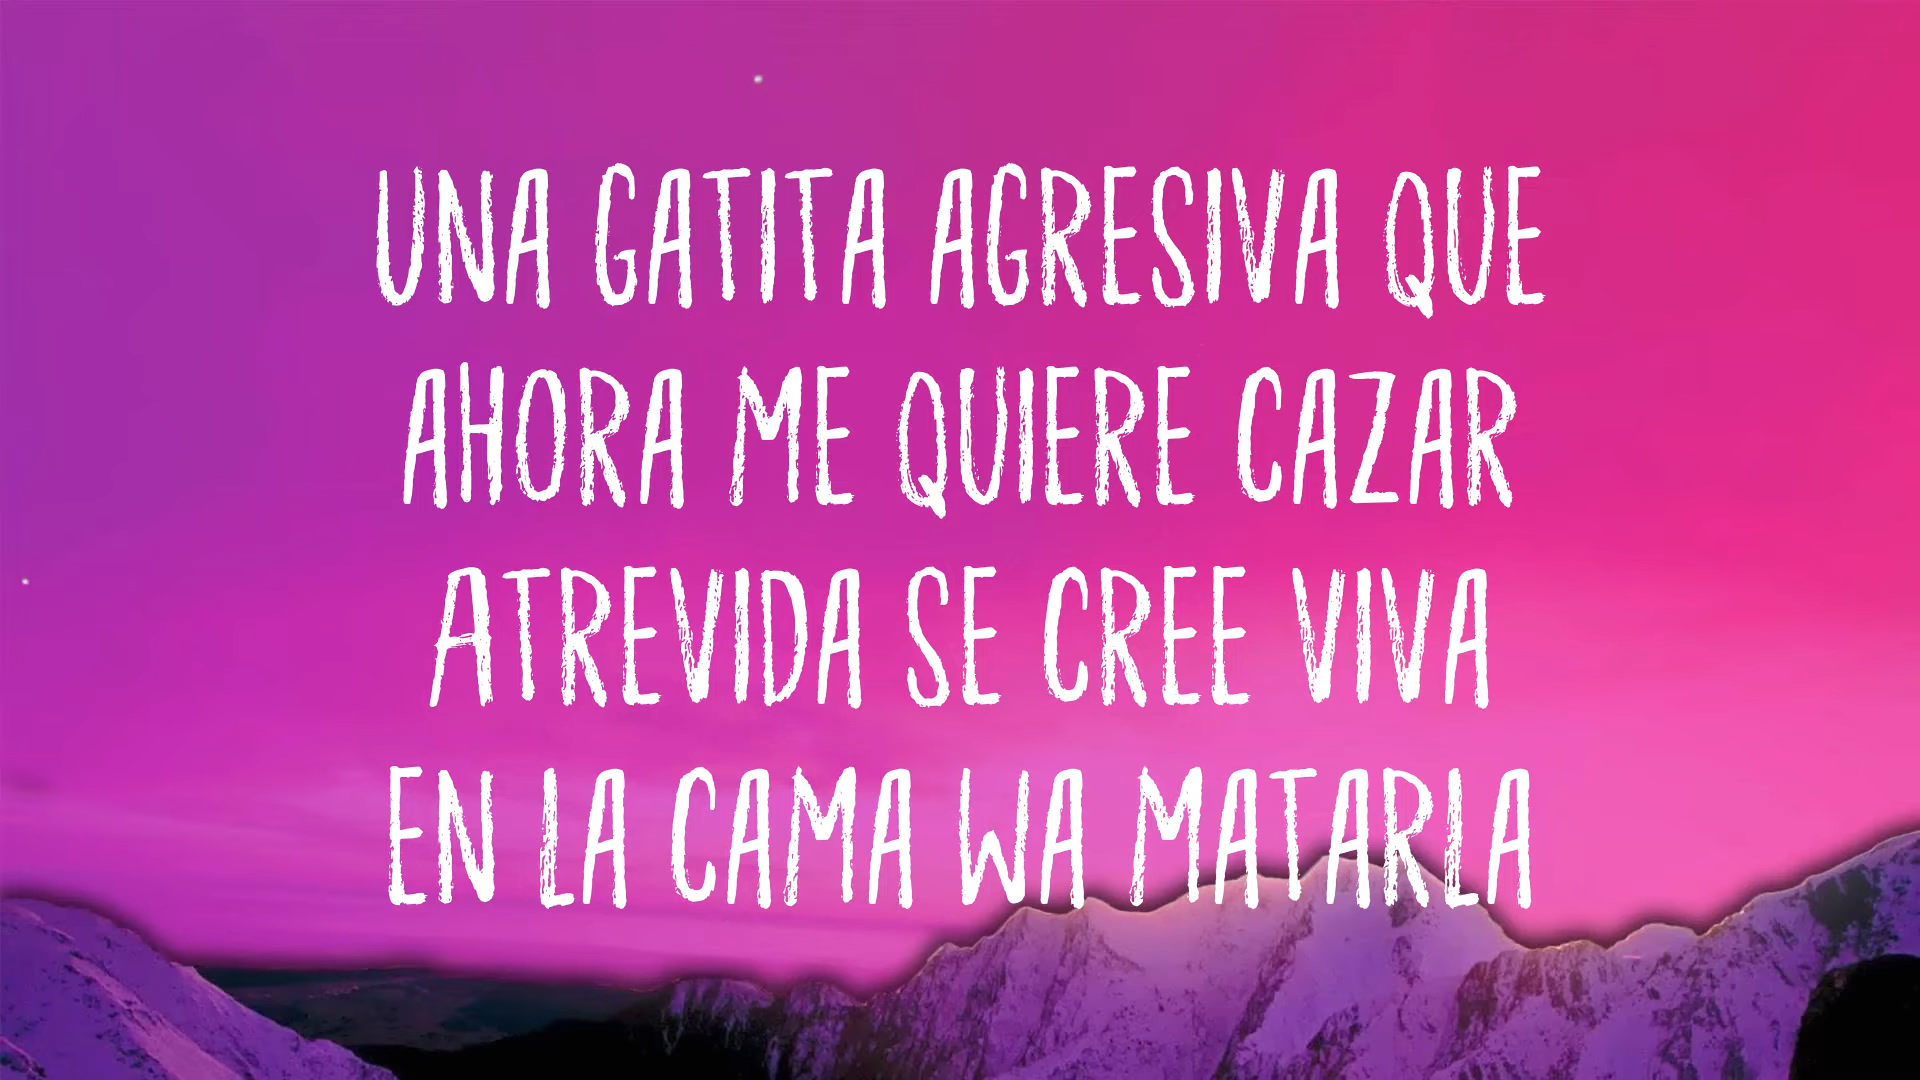 UNA GATITA AGRESIVA QUE
AHORA ME QUIERE CAZAR
ATREVIDA SE CREE VIVA
EN LA CAMA WA MATARLA